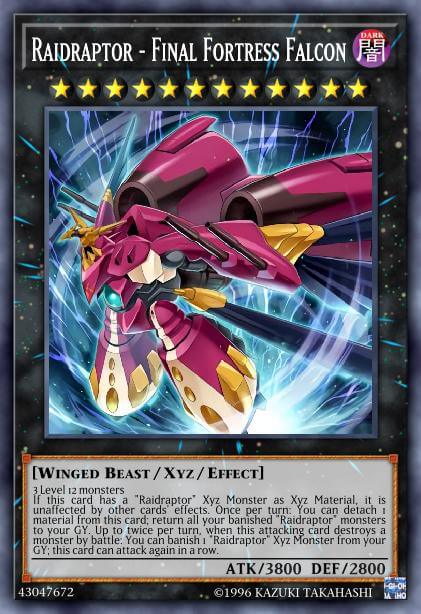 RAIDRAPTOR - FINAL FORTRESS FALCON
DARK
闇
[WINGED BEAST / XYZ / EFFECT]
3 Level 12 monsters
If this card has a "Raidraptor" Xyz Monster as Xyz Material, it is
unaffected by other cards' effects. Once per turn: You can detach 1
material from this card; return all your banished "Raidraptor" monsters
to your GY. Up to twice per turn, when this attacking card destroys a
monster by battle: You can banish 1 "Raidraptor" Xyz Monster from your
GY; this card can attack again in a row.
ATK/3800 DEF/2800
43047672
©1996 KAZUKI TAKAHASHI